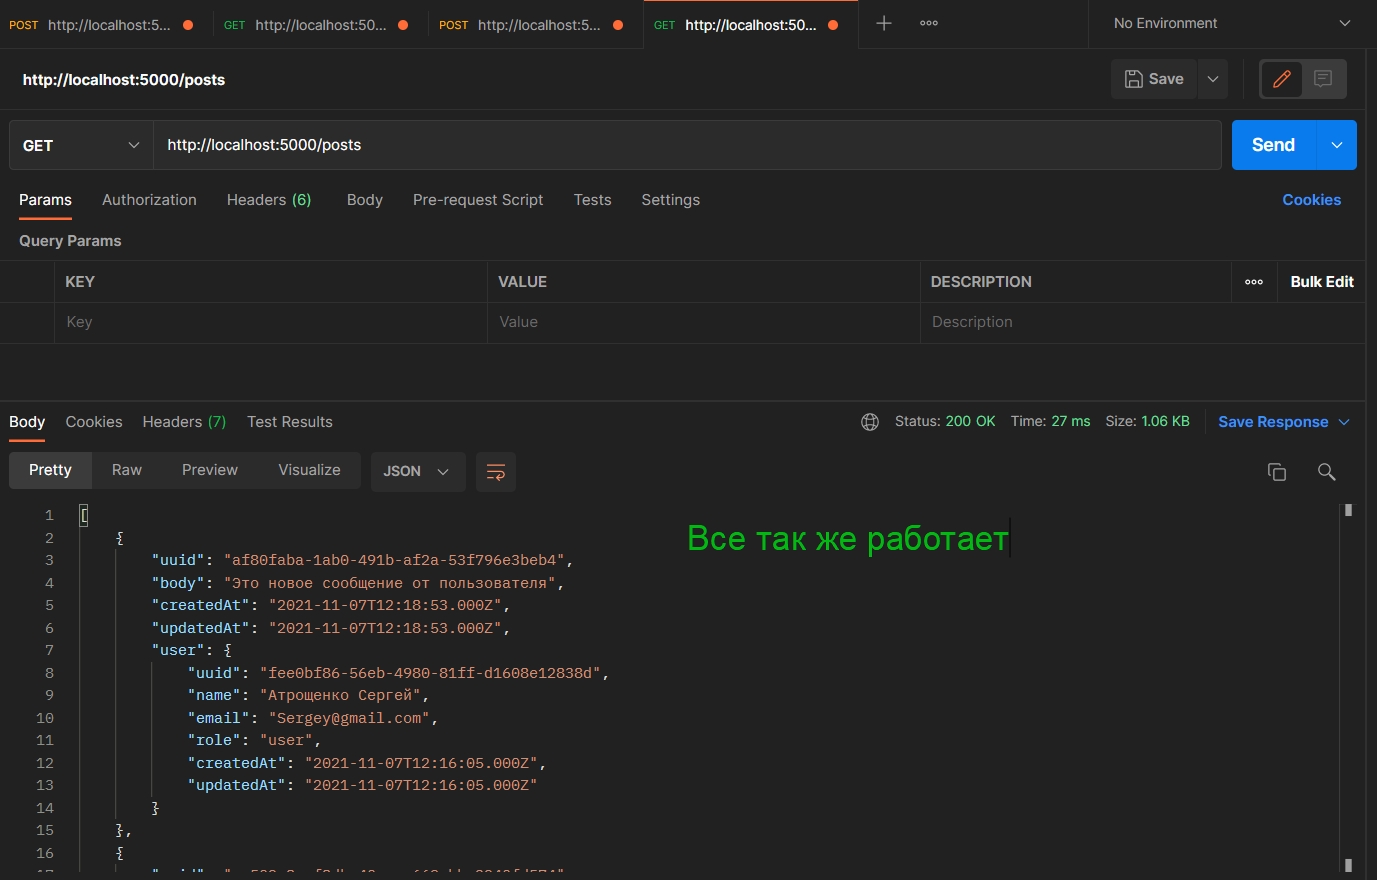 POST http://localhost:5... GET http://localhost:50... POST http://localhost:5... GET http://localhost:50... No Environment
http://localhost:5000/posts Save
GET http://localhost:5000/posts Send
Params Authorization Headers (6) Body Pre-request Script Tests Settings Cookies
Query Params
KEY VALUE DESCRIPTION Bulk Edit
Key Value Description
Body Cookies Headers (7) Test Results Status: 200 OK Time: 27 ms Size: 1.06 KB Save Response
Pretty Raw Preview Visualize JSON
1 [
Все так же работает
2 {
3 "uuid": "af80faba-1ab0-491b-af2a-53f796e3beb4",
4 "body": "Это новое сообщение от пользователя",
5 "createdAt": "2021-11-07T12:18:53.000Z",
6 "updatedAt": "2021-11-07T12:18:53.000Z",
7 "user": {
8 "uuid": "fee0bf86-56eb-4980-81ff-d1608e12838d",
9 "name": "Атрощенко Сергей",
10 "email": "Sergey@gmail.com",
11 "role": "user",
12 "createdAt": "2021-11-07T12:16:05.000Z",
13 "updatedAt": "2021-11-07T12:16:05.000Z"
14 }
15 },
16 {